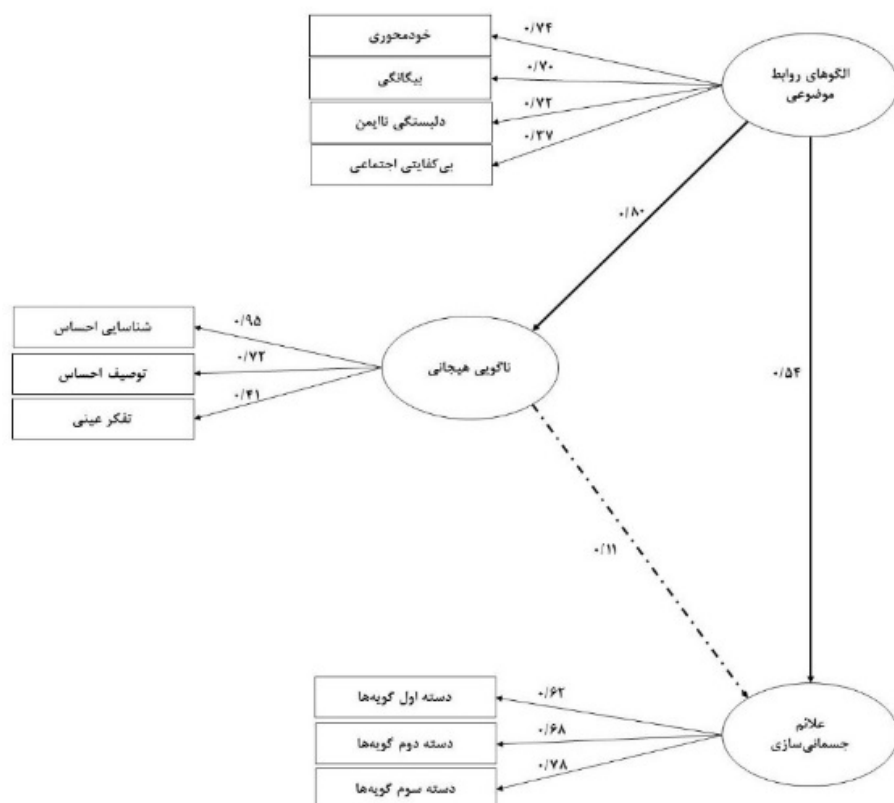 الگوهای روابط
موضوعی
۰/۷۴
خودمحوری
۰/۷۰
بیگانگی
۰/۷۲
دلبستگی ناایمن
۰/۳۷
بی‌کفایتی اجتماعی
۰/۸۰
۰/۵۴
ناگویی هیجانی
۰/۹۵
شناسایی احساس
۰/۷۲
توصیف احساس
۰/۴۱
تفکر عینی
۰/۱۱
علائم
جسمانی‌سازی
۰/۶۲
دسته اول گویه‌ها
۰/۶۸
دسته دوم گویه‌ها
۰/۷۸
دسته سوم گویه‌ها